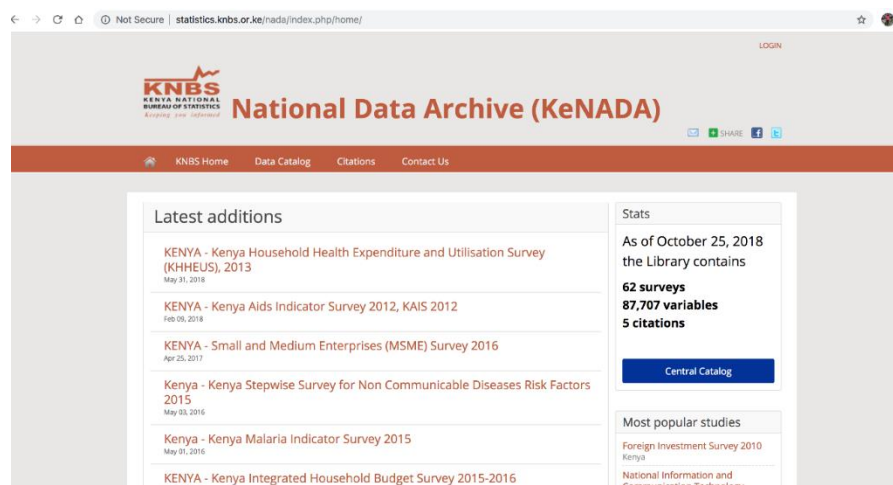 Not Secure | statistics.knbs.or.ke/nada/index.php/home/
LOGIN
KNBS
KENYA NATIONAL
BUREAU OF STATISTICS
Keeping you informed
National Data Archive (KeNADA)
SHARE
KNBS Home Data Catalog Citations Contact Us
Latest additions
KENYA - Kenya Household Health Expenditure and Utilisation Survey
(KHHEUS), 2013
May 31, 2018
KENYA - Kenya Aids Indicator Survey 2012, KAIS 2012
Feb 09, 2018
KENYA - Small and Medium Enterprises (MSME) Survey 2016
Apr 25, 2017
Kenya - Kenya Stepwise Survey for Non Communicable Diseases Risk Factors
2015
May 03, 2016
Kenya - Kenya Malaria Indicator Survey 2015
May 01, 2016
KENYA - Kenya Integrated Household Budget Survey 2015-2016
Stats
As of October 25, 2018
the Library contains
62 surveys
87,707 variables
5 citations
Central Catalog
Most popular studies
Foreign Investment Survey 2010
Kenya
National Information and
Communication Technology